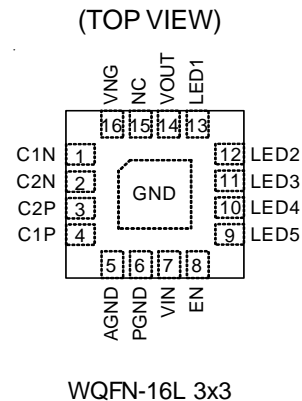 (TOP VIEW)
VNG NC VOUT LED1
16 15 14 13
C1N 1 12 LED2
C2N 2 11 LED3
GND
C2P 3 10 LED4
C1P 4 9 LED5
5 6 7 8
AGND PGND VIN EN
WQFN-16L 3x3